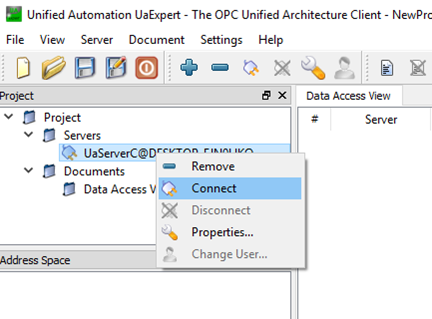 Unified Automation UaExpert - The OPC Unified Architecture Client - NewPro
File View Server Document Settings Help
Project
Data Access View
Project
# Server
Servers
UaServerC@DESKTOP-
Documents
Data Access V
Remove
Connect
Disconnect
Properties...
Change User...
Address Space